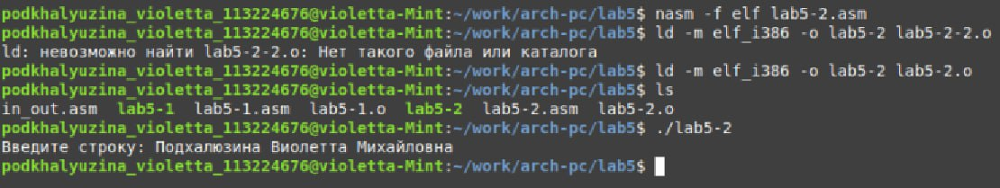 podkhalyuzina_violetta_113224676@violetta-Mint:~/work/arch-pc/lab5$ nasm -f elf lab5-2.asm
podkhalyuzina_violetta_113224676@violetta-Mint:~/work/arch-pc/lab5$ ld -m elf_i386 -o lab5-2 lab5-2-2.o
ld: невозможно найти lab5-2-2.o: Нет такого файла или каталога
podkhalyuzina_violetta_113224676@violetta-Mint:~/work/arch-pc/lab5$ ld -m elf_i386 -o lab5-2 lab5-2.o
podkhalyuzina_violetta_113224676@violetta-Mint:~/work/arch-pc/lab5$ ls
in_out.asm lab5-1 lab5-1.asm lab5-1.o lab5-2 lab5-2.asm lab5-2.o
podkhalyuzina_violetta_113224676@violetta-Mint:~/work/arch-pc/lab5$ ./lab5-2
Введите строку: Подхалюзина Виолетта Михайловна
podkhalyuzina_violetta_113224676@violetta-Mint:~/work/arch-pc/lab5$